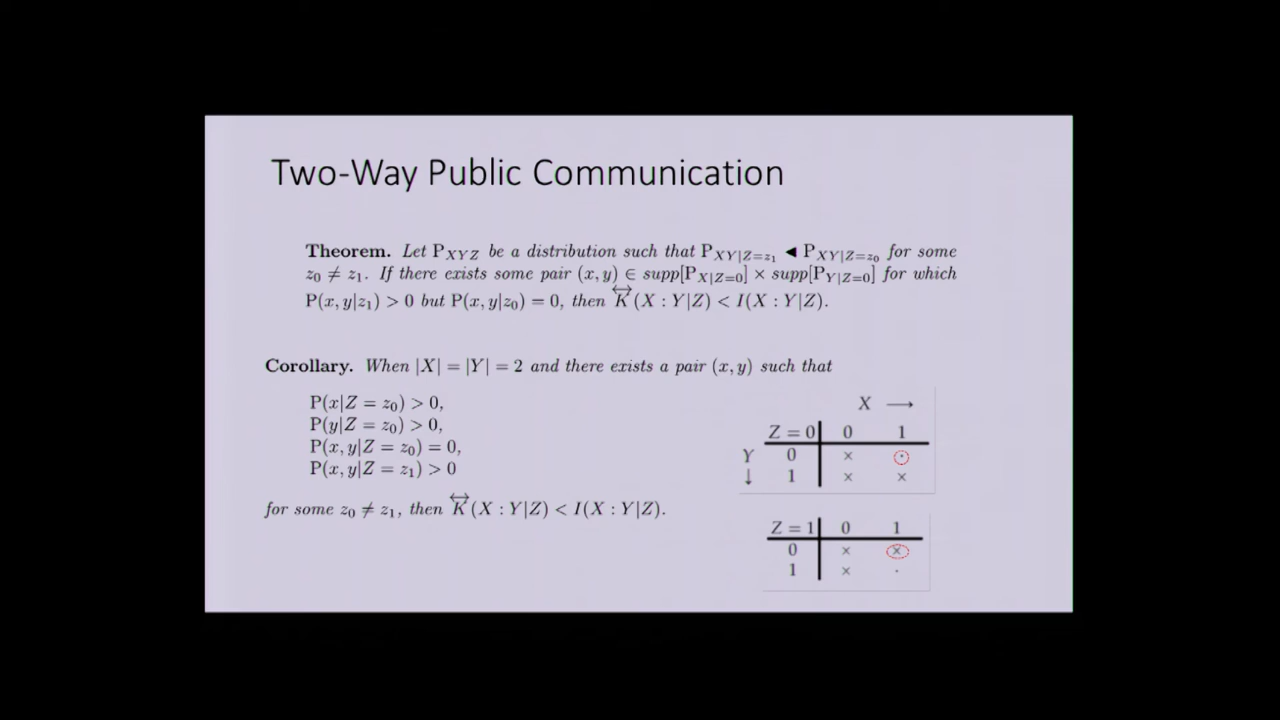 Two-Way Public Communication
Theorem. Let P_{XYZ} be a distribution such that P_{XY|Z=z_1} ◄ P_{XY|Z=z_0} for some
z_0 ≠ z_1. If there exists some pair (x, y) ∈ supp[P_{X|Z=0}] × supp[P_{Y|Z=0}] for which
P(x, y|z_1) > 0 but P(x, y|z_0) = 0, then \overleftrightarrow{K}(X : Y|Z) < I(X : Y|Z).
Corollary. When |X| = |Y| = 2 and there exists a pair (x, y) such that
P(x|Z = z_0) > 0,
P(y|Z = z_0) > 0,
P(x, y|Z = z_0) = 0,
P(x, y|Z = z_1) > 0
for some z_0 ≠ z_1, then \overleftrightarrow{K}(X : Y|Z) < I(X : Y|Z).
X →
Z = 0 0 1
Y 0 × ·
↓ 1 × ×
Z = 1 0 1
0 × ×
1 × ·